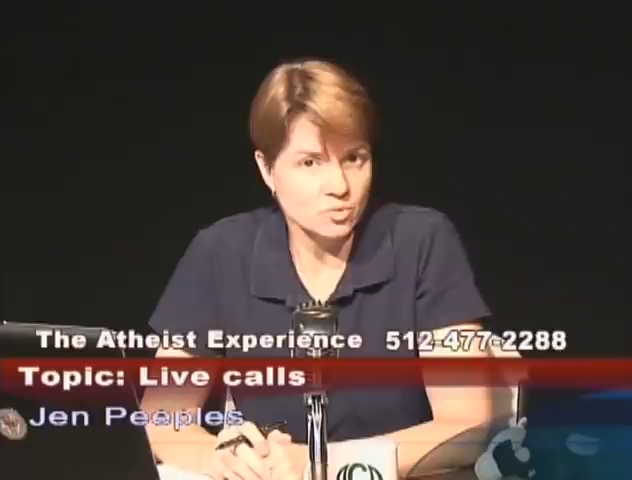 The Atheist Experience 512-477-2288
Topic: Live calls
Jen Peeples